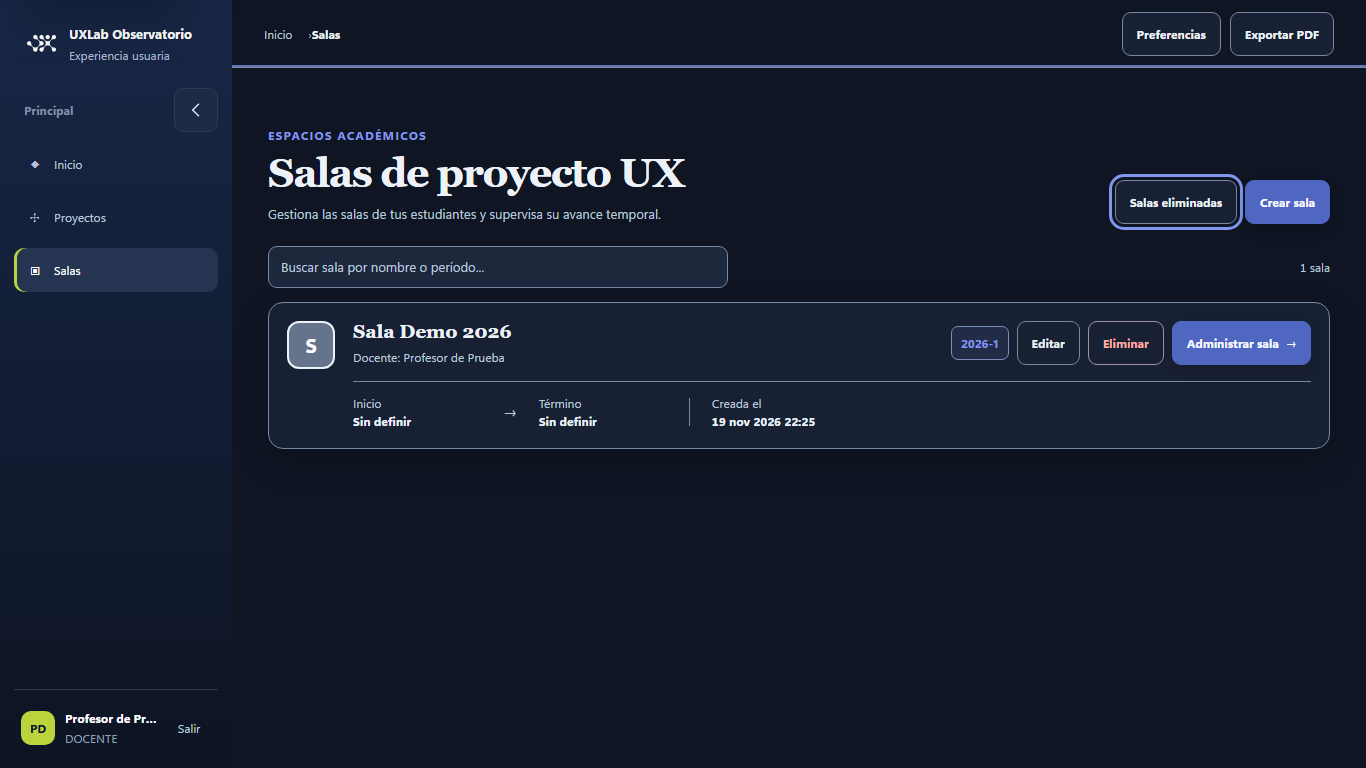 UXLab Observatorio
Experiencia usuaria
Principal
Inicio
Proyectos
Salas
PD
Profesor de Pr...
DOCENTE
Salir
Inicio › Salas
Preferencias
Exportar PDF
ESPACIOS ACADÉMICOS
Salas de proyecto UX
Gestiona las salas de tus estudiantes y supervisa su avance temporal.
Salas eliminadas
Crear sala
Buscar sala por nombre o período...
1 sala
S
Sala Demo 2026
Docente: Profesor de Prueba
2026-1
Editar
Eliminar
Administrar sala →
Inicio
Sin definir
→
Término
Sin definir
Creada el
19 nov 2026 22:25